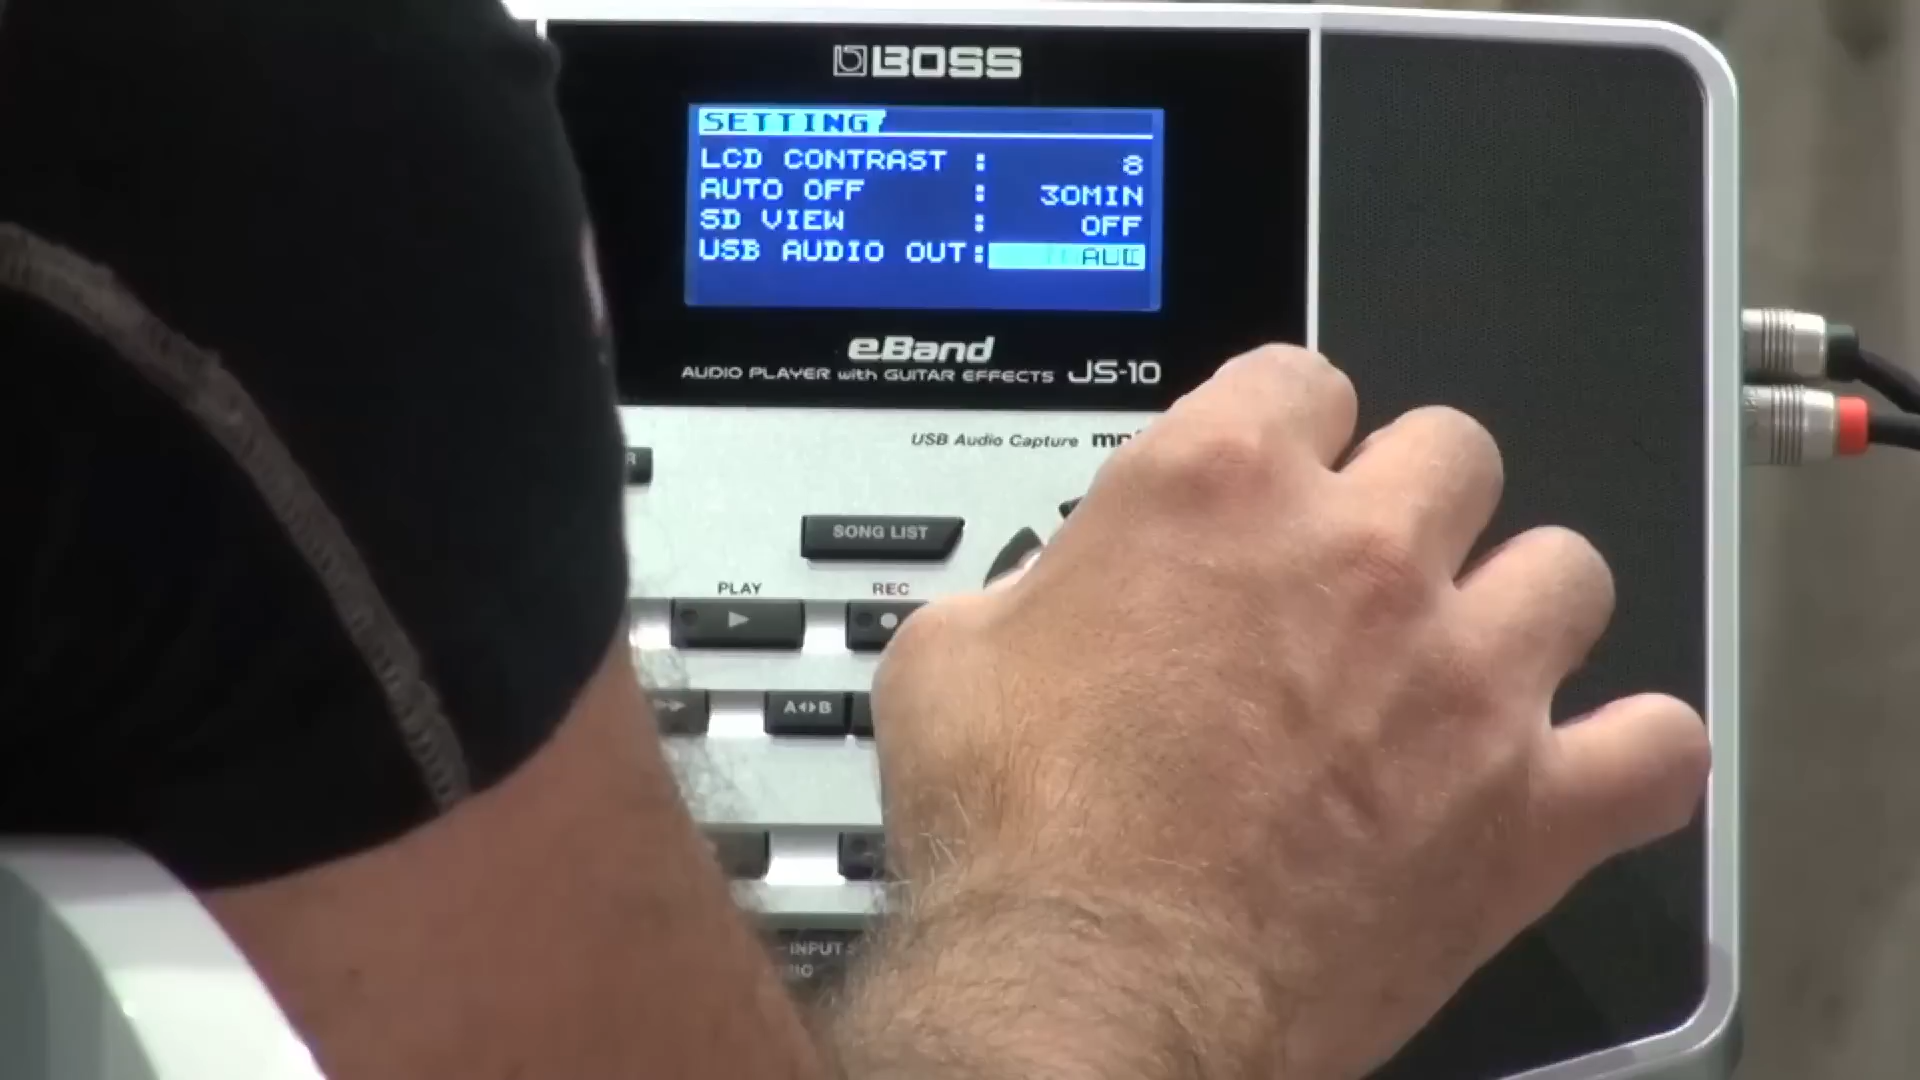 BOSS
SETTING
LCD CONTRAST : 8
AUTO OFF : 30MIN
SD VIEW : OFF
USB AUDIO OUT:
eBand
AUDIO PLAYER with GUITAR EFFECTS JS-10
USB Audio Capture
SONG LIST
PLAY REC
A↔B
INPUT